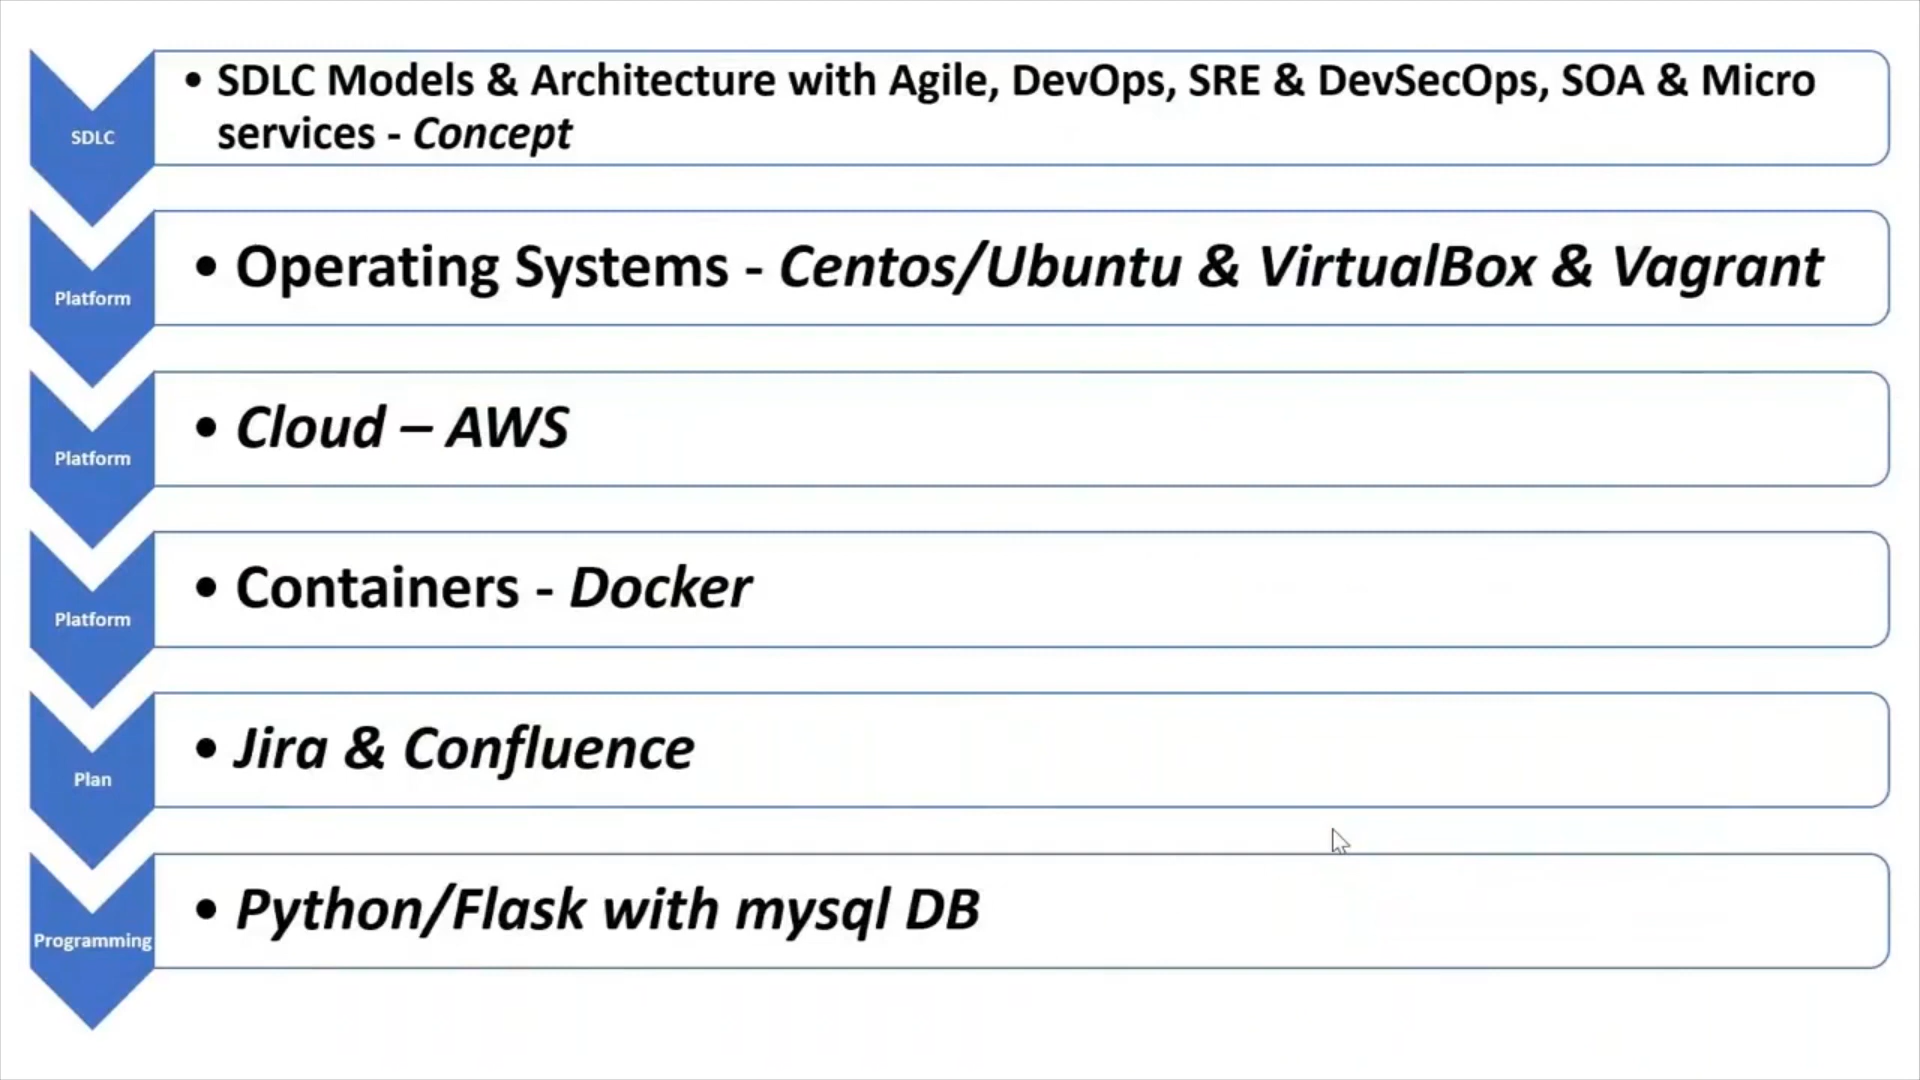 SDLC
• SDLC Models & Architecture with Agile, DevOps, SRE & DevSecOps, SOA & Micro
services - Concept
Platform
• Operating Systems - Centos/Ubuntu & VirtualBox & Vagrant
Platform
• Cloud – AWS
Platform
• Containers - Docker
Plan
• Jira & Confluence
Programming
• Python/Flask with mysql DB